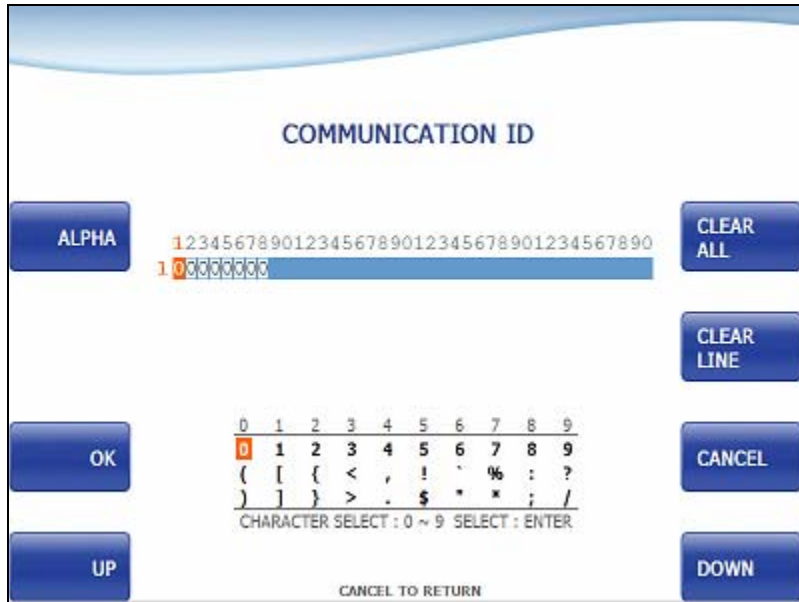 COMMUNICATION ID
ALPHA
CLEAR
ALL
1234567890123456789012345678901234567890
1 00000000
CLEAR
LINE
0 1 2 3 4 5 6 7 8 9
0 1 2 3 4 5 6 7 8 9
( [ { < , ! ` % : ?
) ] } > . $ " * ; /
CHARACTER SELECT : 0 ~ 9 SELECT : ENTER
OK
CANCEL
UP
DOWN
CANCEL TO RETURN